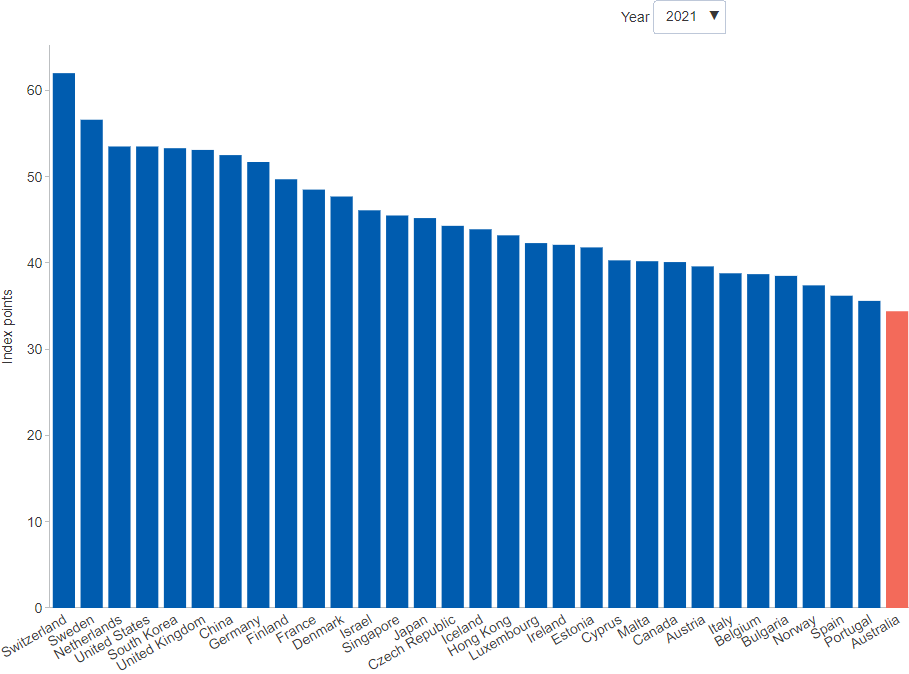 Year 2021 ▼
Index points
60
50
40
30
20
10
0
Switzerland
Sweden
Netherlands
United States
South Korea
United Kingdom
China
Germany
Finland
France
Denmark
Israel
Singapore
Japan
Czech Republic
Iceland
Hong Kong
Luxembourg
Ireland
Estonia
Cyprus
Malta
Canada
Austria
Italy
Belgium
Bulgaria
Norway
Spain
Portugal
Australia